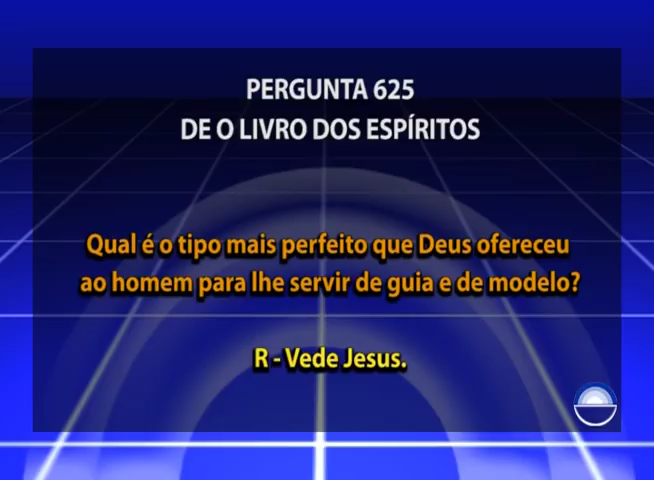 PERGUNTA 625
DE O LIVRO DOS ESPÍRITOS
Qual é o tipo mais perfeito que Deus ofereceu
ao homem para lhe servir de guia e de modelo?
R - Vede Jesus.